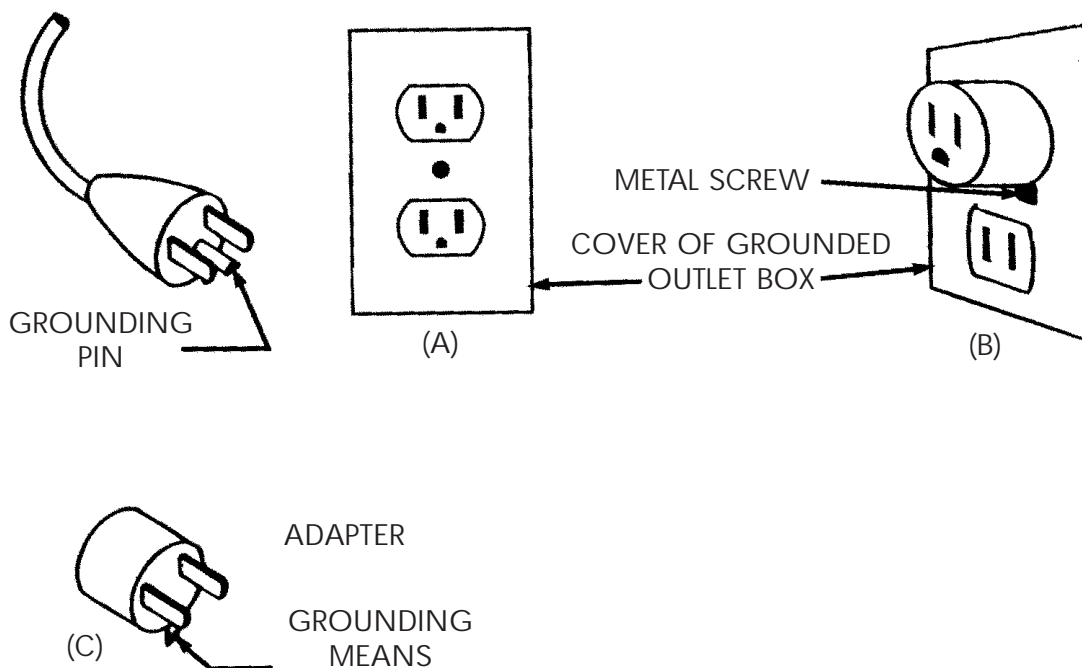 GROUNDING
PIN
(A)
METAL SCREW
COVER OF GROUNDED
OUTLET BOX
(B)
ADAPTER
GROUNDING
MEANS
(C)